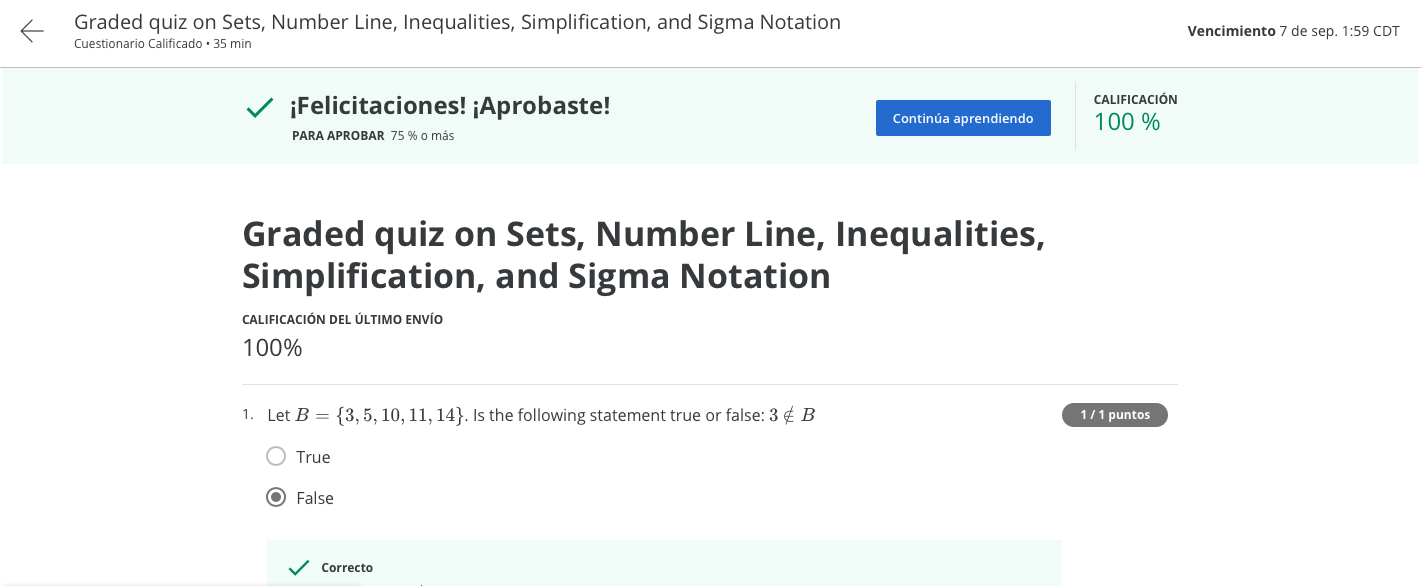 Graded quiz on Sets, Number Line, Inequalities, Simplification, and Sigma Notation
Cuestionario Calificado • 35 min
Vencimiento 7 de sep. 1:59 CDT
¡Felicitaciones! ¡Aprobaste!
PARA APROBAR 75 % o más
Continúa aprendiendo
CALIFICACIÓN
100 %
Graded quiz on Sets, Number Line, Inequalities,
Simplification, and Sigma Notation
CALIFICACIÓN DEL ÚLTIMO ENVÍO
100%
1. Let B = {3, 5, 10, 11, 14}. Is the following statement true or false: 3 ∉ B
1 / 1 puntos
True
False
Correcto